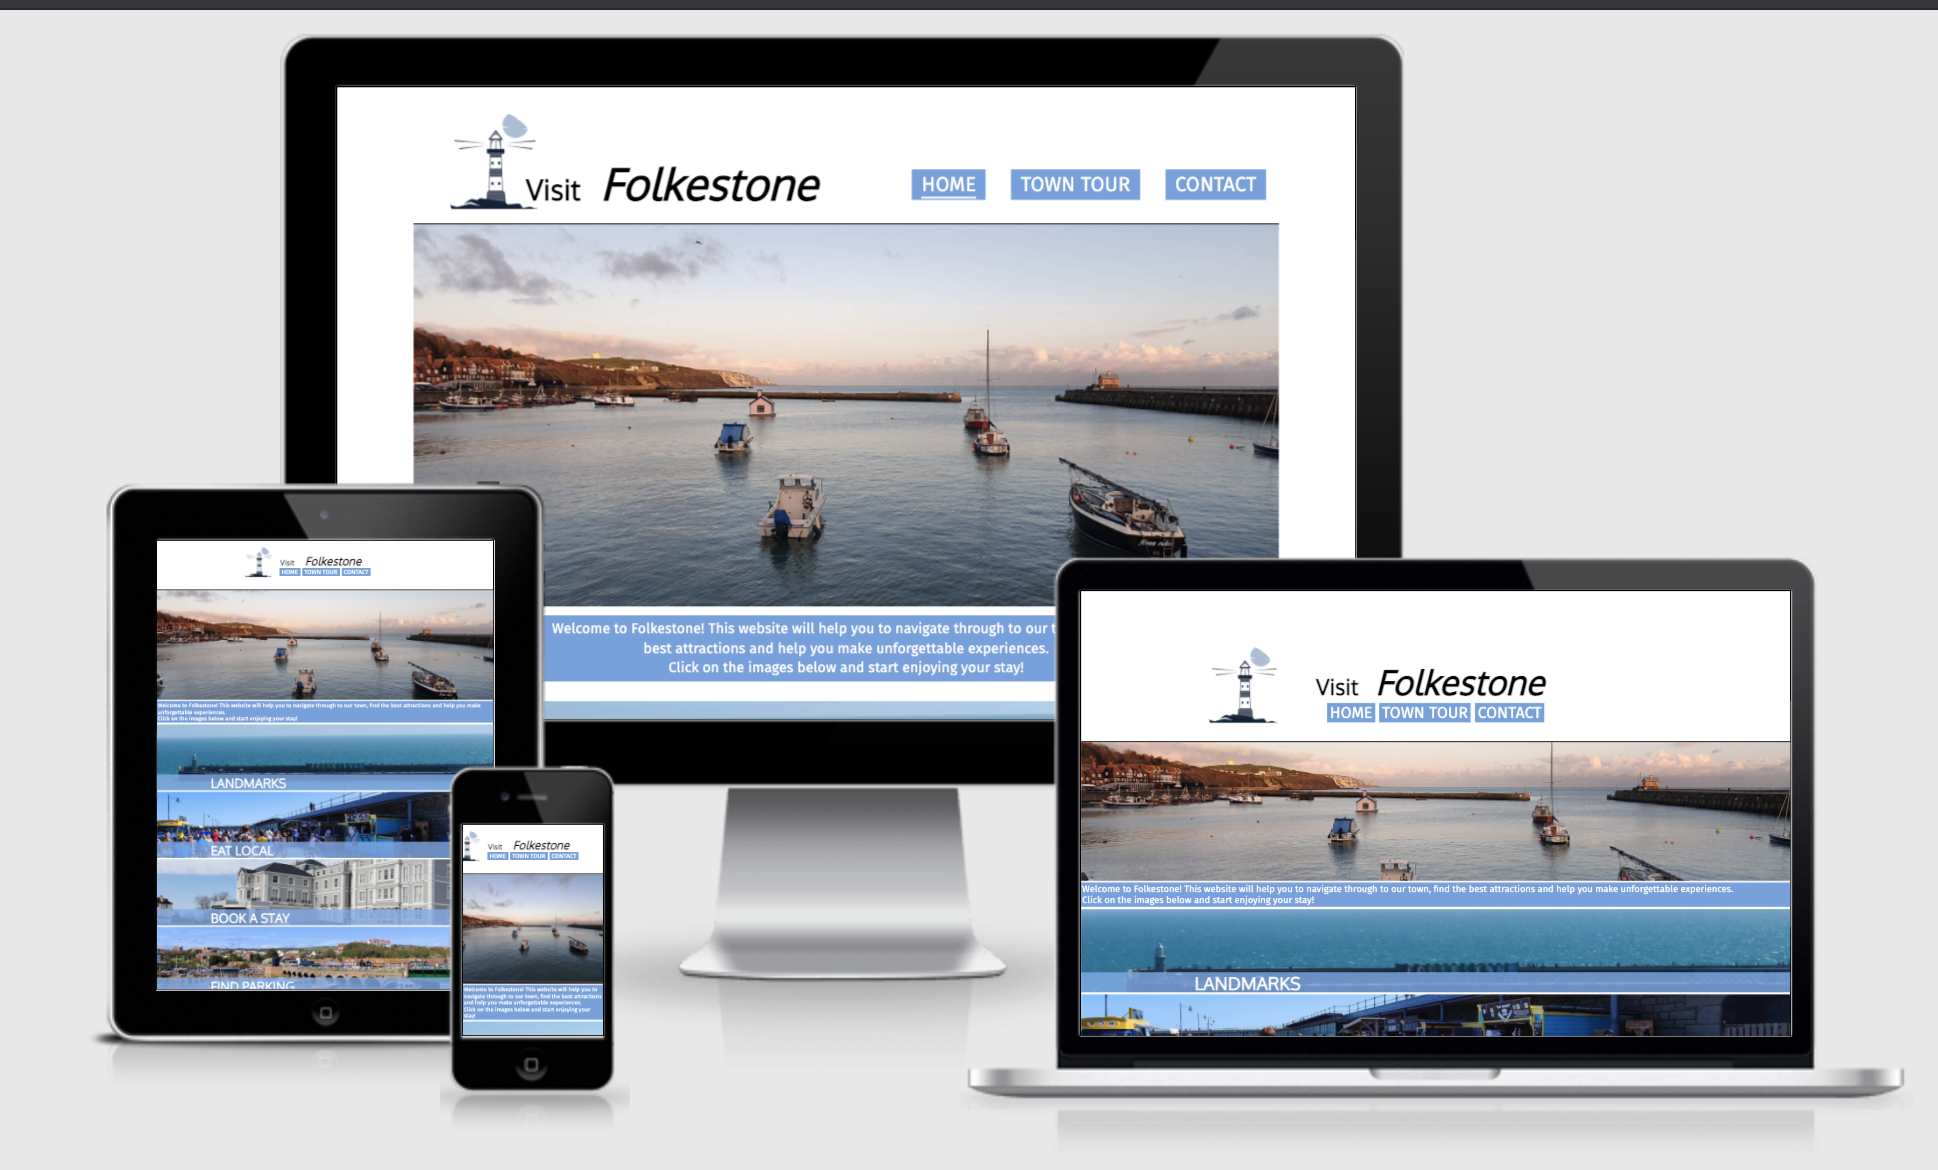 Visit Folkestone
HOME TOWN TOUR CONTACT
Welcome to Folkestone! This website will help you to navigate through to our t
best attractions and help you make unforgettable experiences.
Click on the images below and start enjoying your stay!
Visit Folkestone
HOME TOWN TOUR CONTACT
Welcome to Folkestone! This website will help you to navigate through to our town, find the best attractions and help you make
unforgettable experiences.
Click on the images below and start enjoying your stay!
LANDMARKS
EAT LOCAL
BOOK A STAY
FIND PARKING
Visit Folkestone
HOME TOWN TOUR CONTACT
Welcome to Folkestone! This website will help you to
navigate through to our town, find the best attractions
and help you make unforgettable experiences.
Click on the images below and start enjoying your
stay!
Visit Folkestone
HOME TOWN TOUR CONTACT
Welcome to Folkestone! This website will help you to navigate through to our town, find the best attractions and help you make unforgettable experiences.
Click on the images below and start enjoying your stay!
LANDMARKS